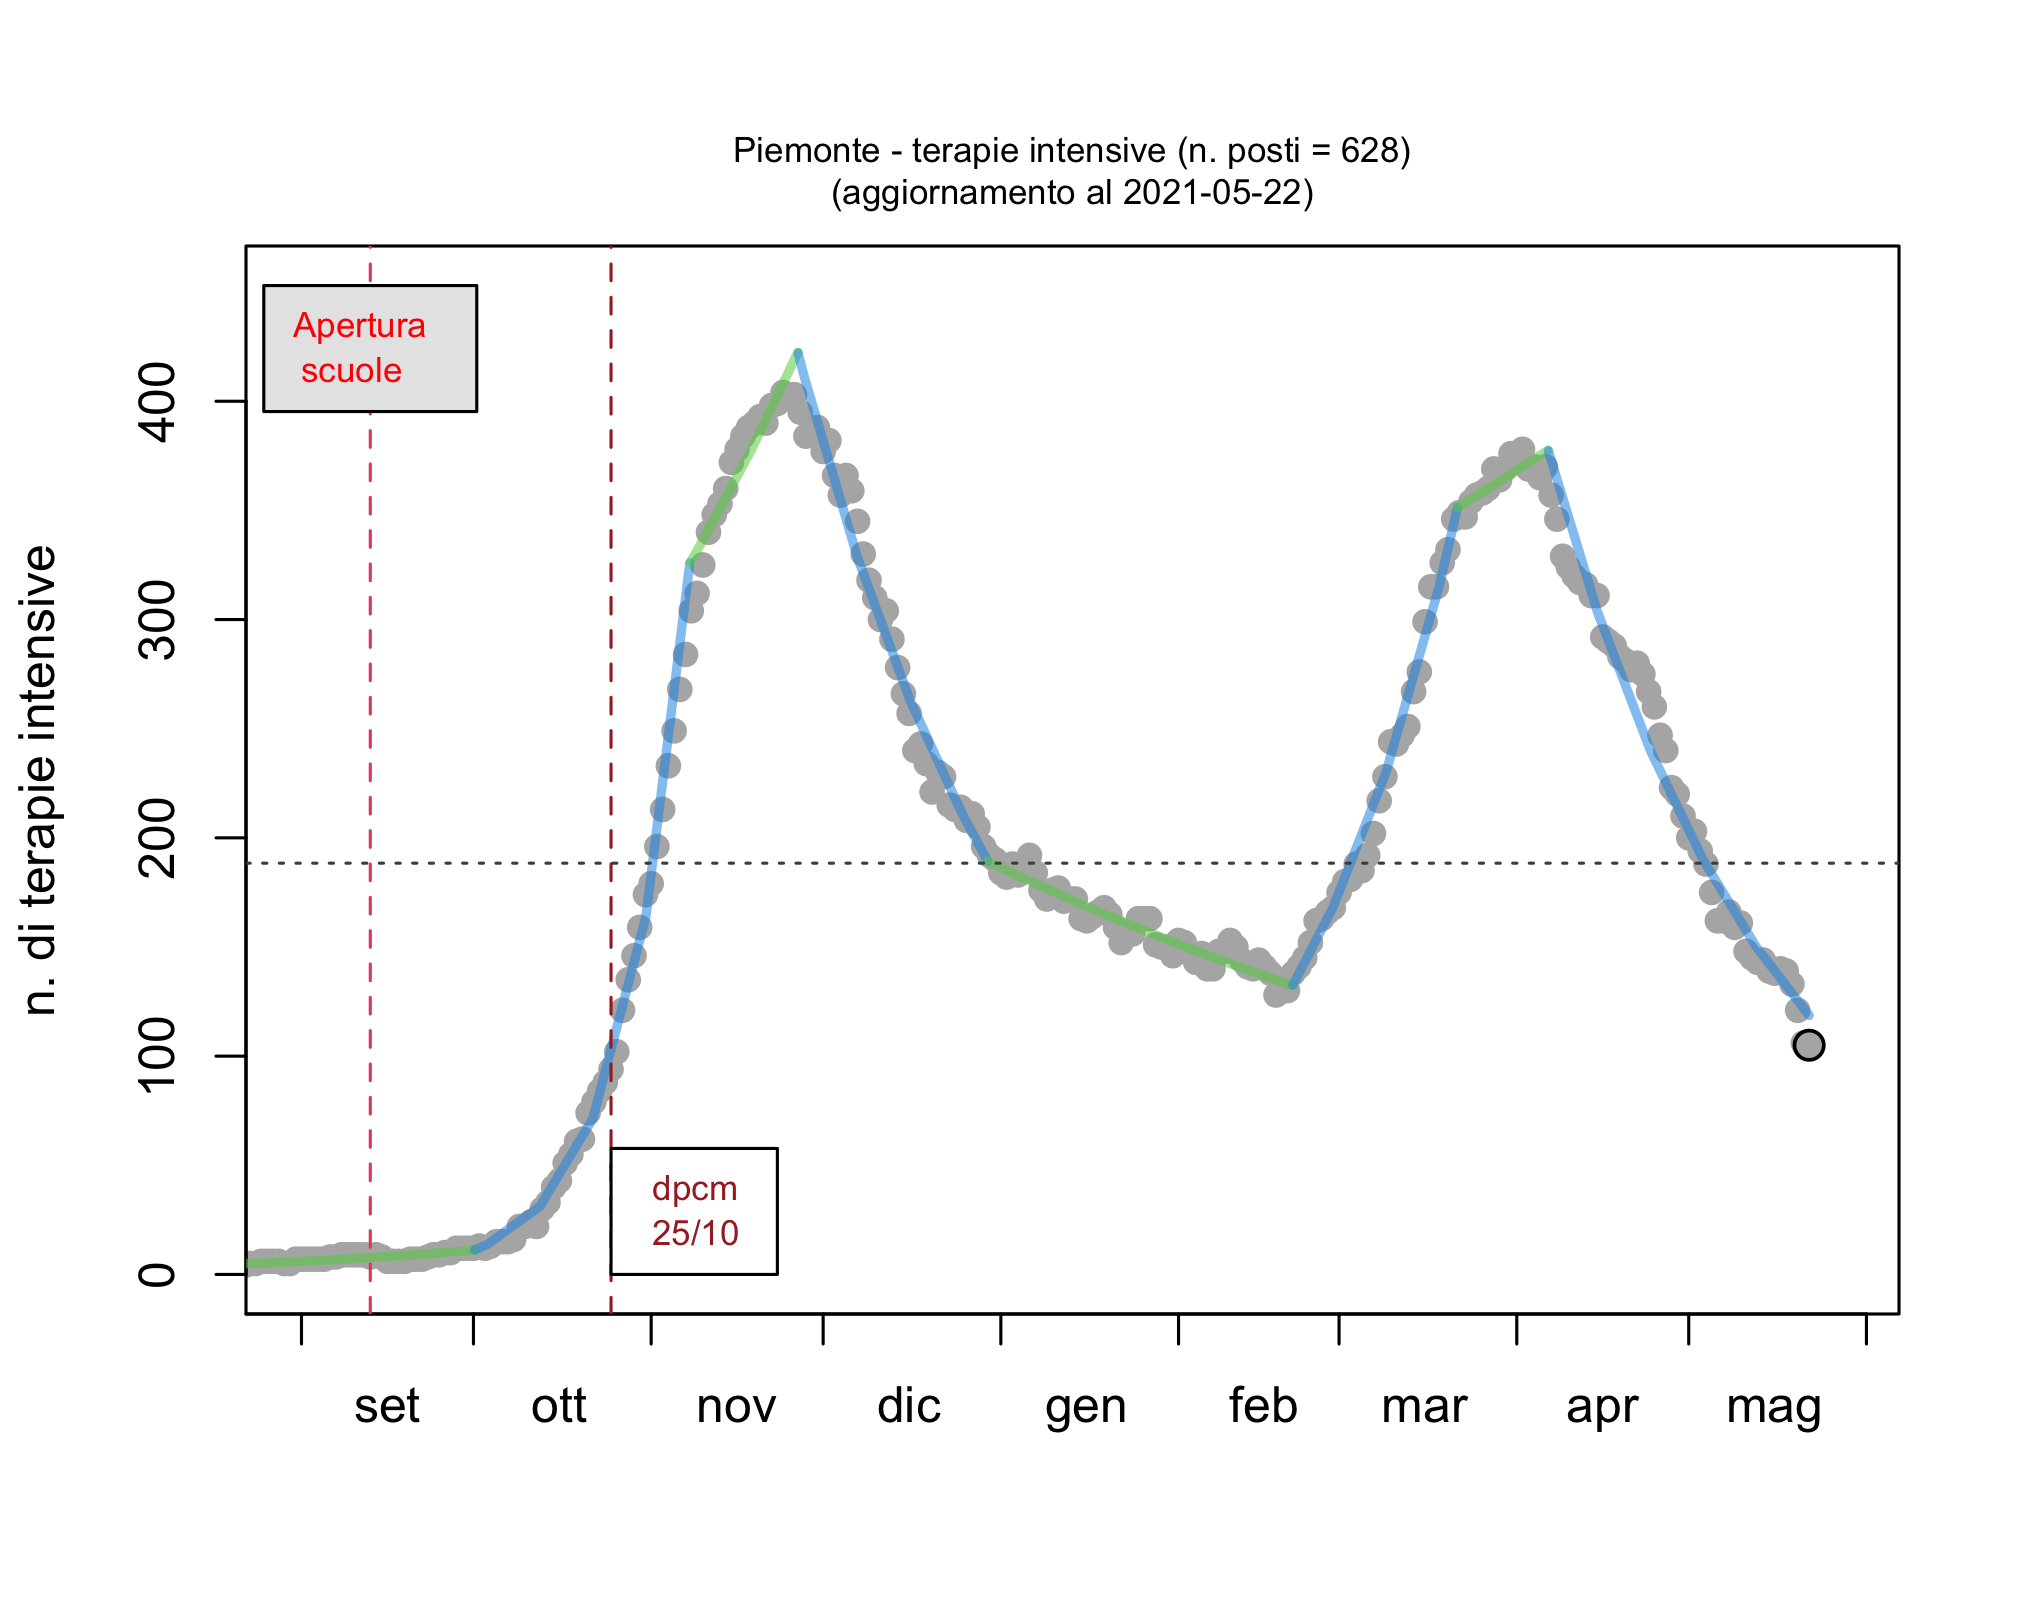 Piemonte - terapie intensive (n. posti = 628)
(aggiornamento al 2021-05-22)
Apertura
scuole
n. di terapie intensive
400
300
200
100
0
dpcm
25/10
set ott nov dic gen feb mar apr mag